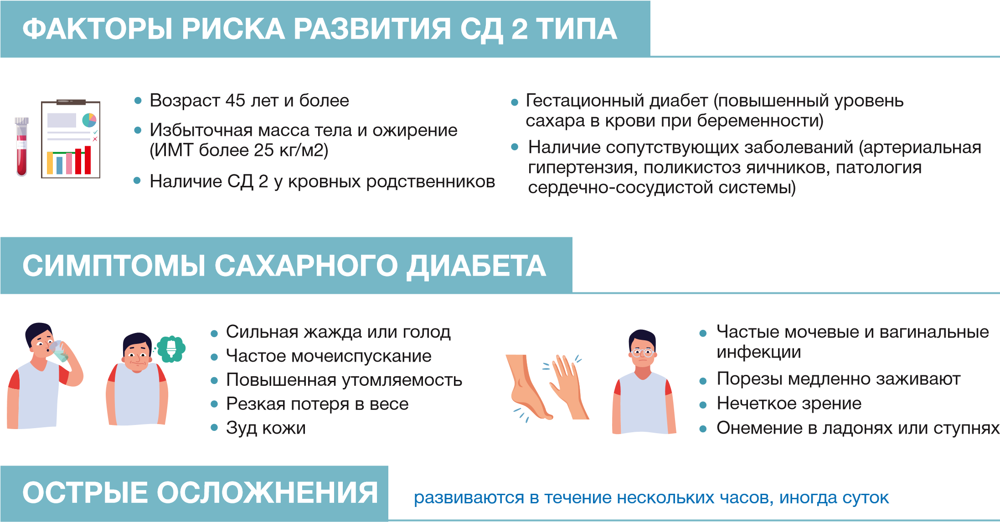 ФАКТОРЫ РИСКА РАЗВИТИЯ СД 2 ТИПА
• Возраст 45 лет и более
• Избыточная масса тела и ожирение
(ИМТ более 25 кг/м2)
• Наличие СД 2 у кровных родственников
• Гестационный диабет (повышенный уровень
сахара в крови при беременности)
• Наличие сопутствующих заболеваний (артериальная
гипертензия, поликистоз яичников, патология
сердечно-сосудистой системы)
СИМПТОМЫ САХАРНОГО ДИАБЕТА
• Сильная жажда или голод
• Частое мочеиспускание
• Повышенная утомляемость
• Резкая потеря в весе
• Зуд кожи
• Частые мочевые и вагинальные
инфекции
• Порезы медленно заживают
• Нечеткое зрение
• Онемение в ладонях или ступнях
ОСТРЫЕ ОСЛОЖНЕНИЯ
развиваются в течение нескольких часов, иногда суток